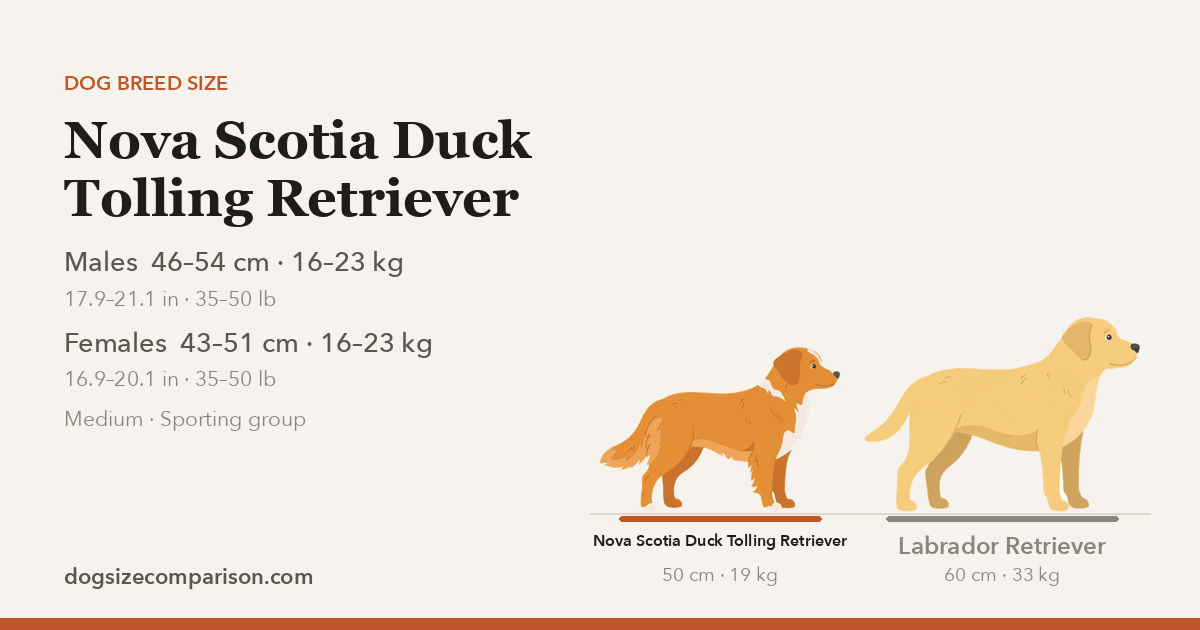 DOG BREED SIZE
Nova Scotia Duck
Tolling Retriever
Males 46–54 cm · 16–23 kg
17.9–21.1 in · 35–50 lb
Females 43–51 cm · 16–23 kg
16.9–20.1 in · 35–50 lb
Medium · Sporting group
Nova Scotia Duck Tolling Retriever
50 cm · 19 kg
Labrador Retriever
60 cm · 33 kg
dogsizecomparison.com